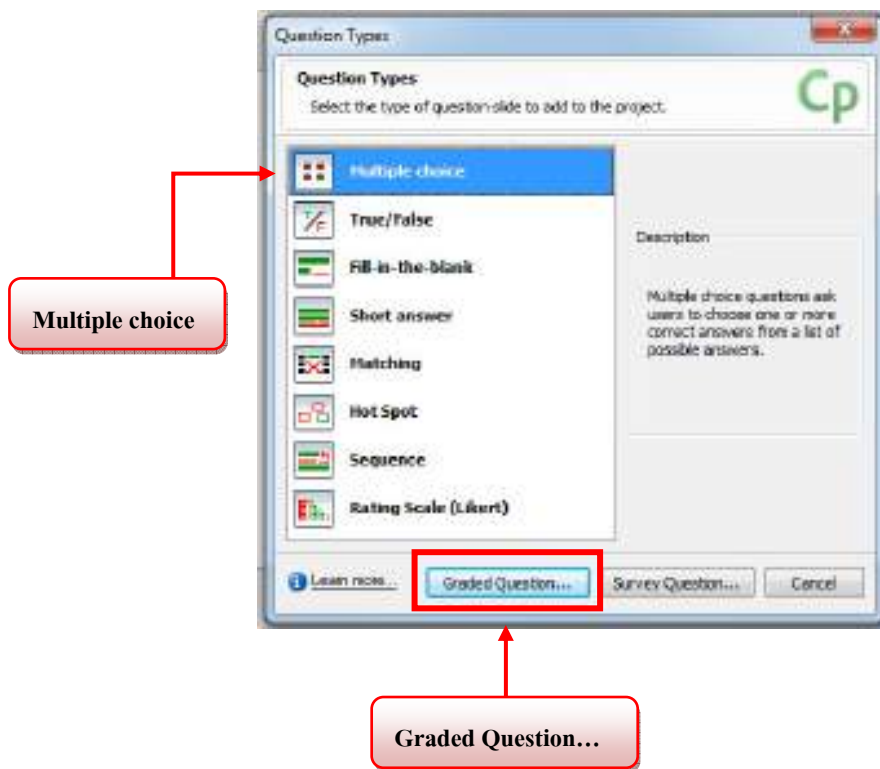 Question Types
Question Types
Select the type of question slide to add to the project.
Cp
Multiple choice
True/False
Fill-in-the-blank
Short answer
Matching
Hot Spot
Sequence
Rating Scale (Likert)
Description
Multiple choice questions ask
users to choose one or more
correct answers from a list of
possible answers.
Learn more...
Graded Question...
Survey Question...
Cancel
Multiple choice
Graded Question…